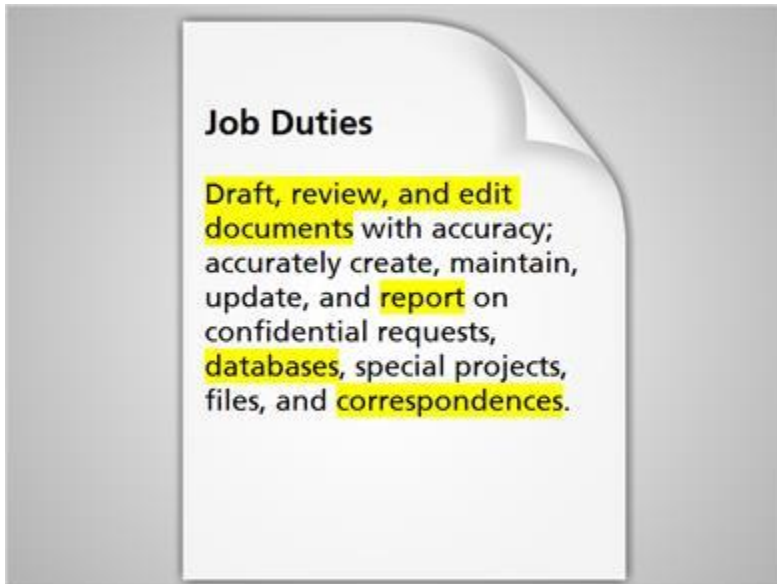 Job Duties
Draft, review, and edit
documents with accuracy;
accurately create, maintain,
update, and report on
confidential requests,
databases, special projects,
files, and correspondences.